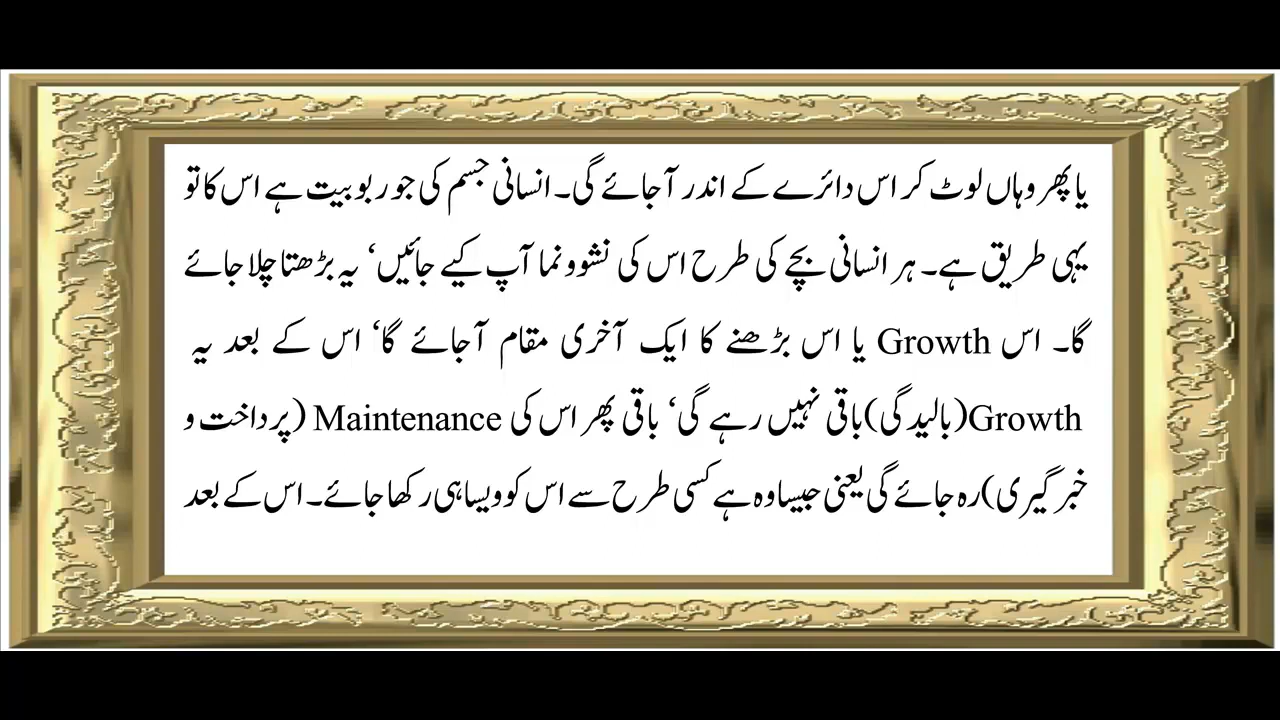 یا پھر وہاں لوٹ کر اس دائرے کے اندر آجائے گی۔ انسانی جسم کی جو ربوبیت ہے اس کا تو
یہی طریق ہے۔ ہر انسانی بچے کی طرح اس کی نشوونما آپ کیے جائیں‘ یہ بڑھتا چلا جائے
گا۔ اس Growth یا اس بڑھنے کا ایک آخری مقام آجائے گا‘ اس کے بعد یہ
Growth(بالیدگی)باقی نہیں رہے گی‘ باقی پھر اس کی Maintenance (پرداخت و
خبر گیری)رہ جائے گی یعنی جیسا وہ ہے کسی طرح سے اس کو ویسا ہی رکھا جائے۔ اس کے بعد